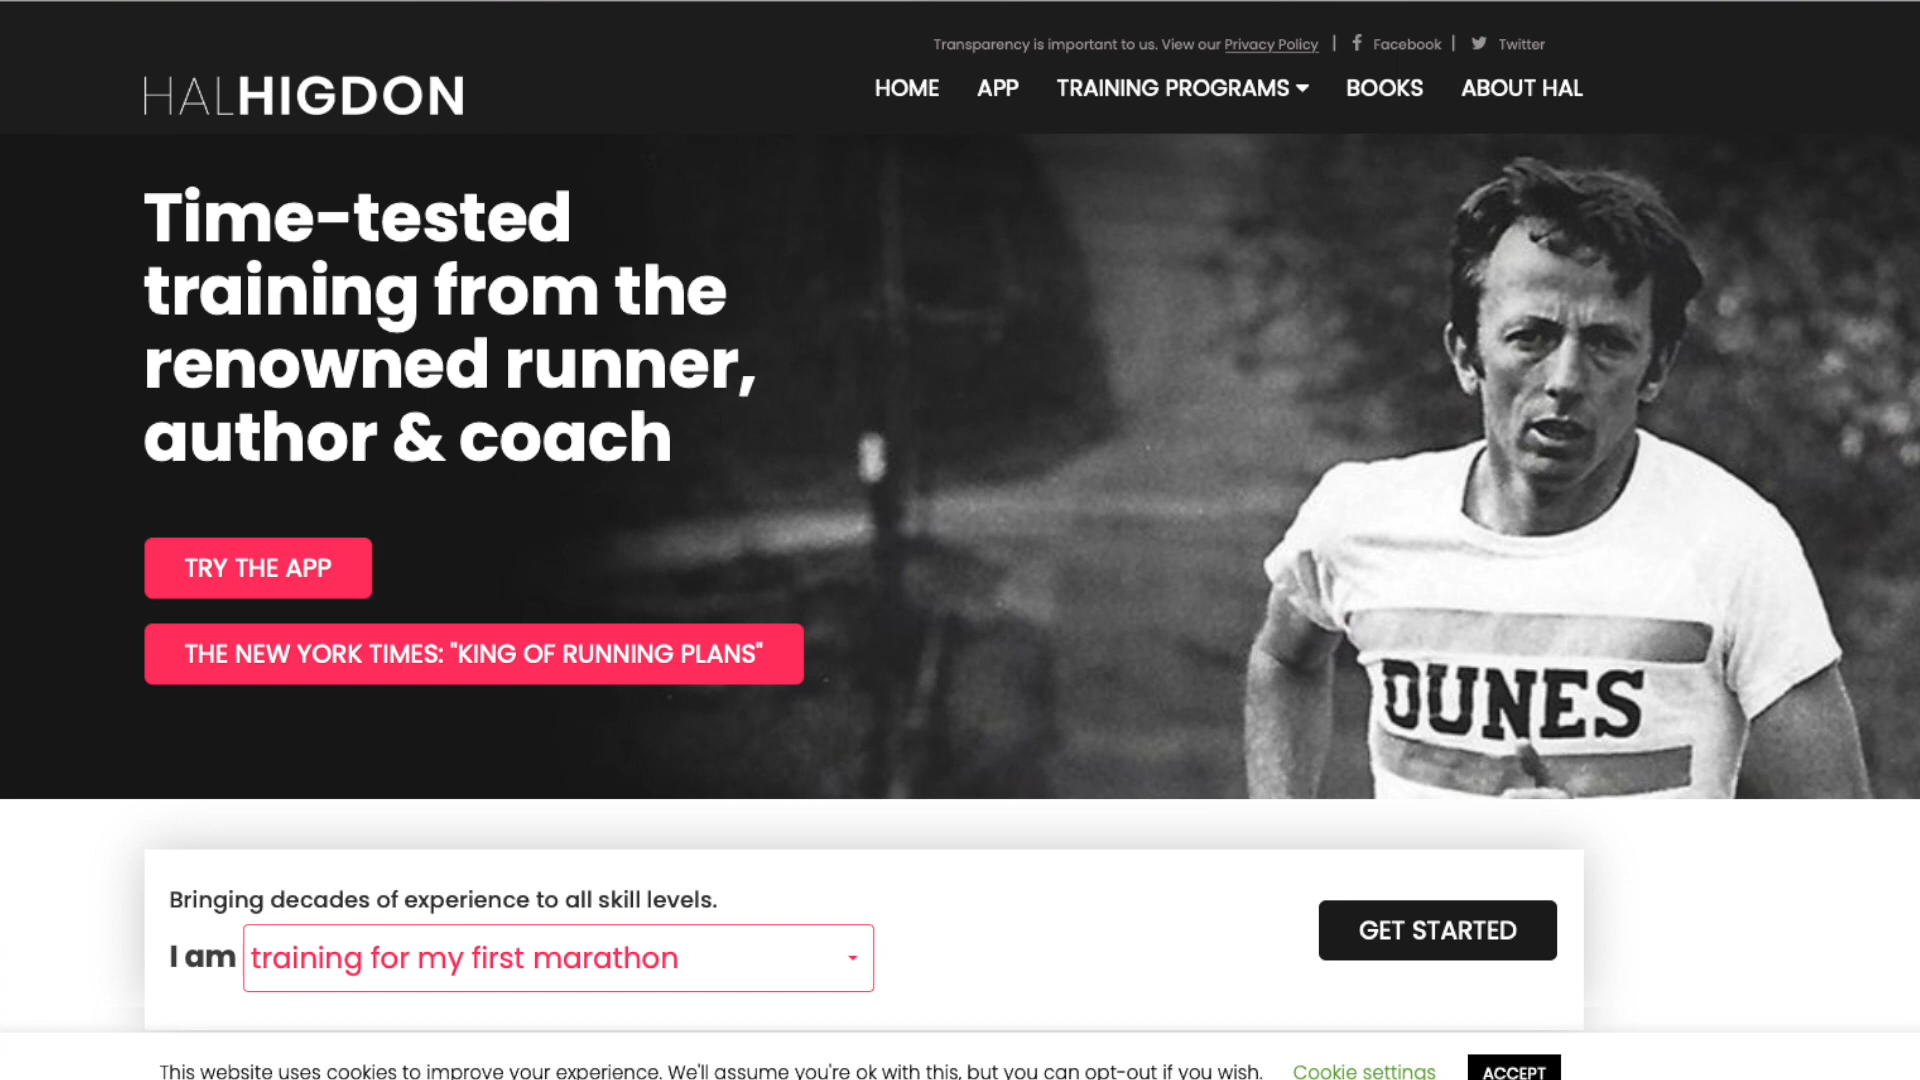 Transparency is important to us. View our Privacy Policy | Facebook | Twitter
HALHIGDON
HOME APP TRAINING PROGRAMS BOOKS ABOUT HAL
Time-tested
training from the
renowned runner,
author & coach
TRY THE APP
THE NEW YORK TIMES: "KING OF RUNNING PLANS"
DUNES
Bringing decades of experience to all skill levels.
I am training for my first marathon
GET STARTED
This website uses cookies to improve your experience. We'll assume you're ok with this, but you can opt-out if you wish. Cookie settings ACCEPT